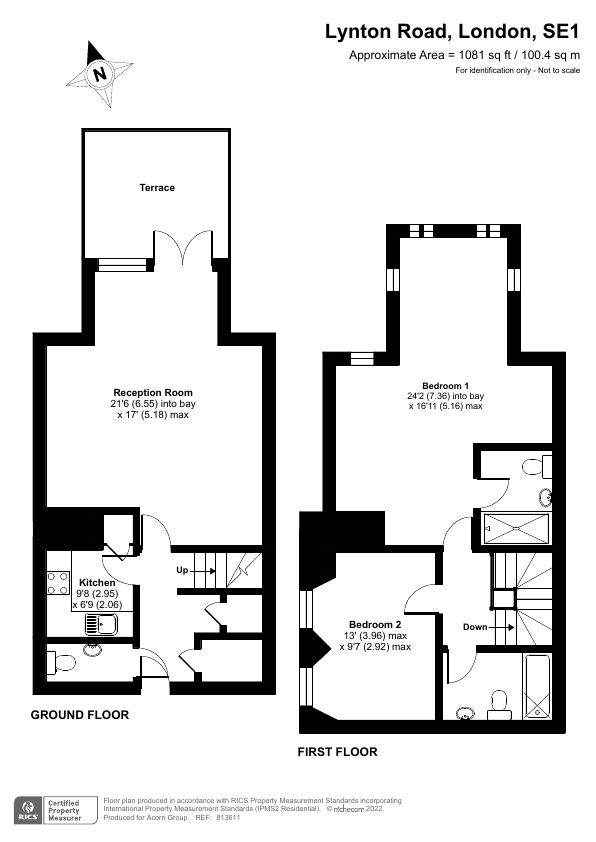 Lynton Road, London, SE1
Approximate Area = 1081 sq ft / 100.4 sq m
For identification only - Not to scale
N
Terrace
Reception Room
21'6 (6.55) into bay
x 17' (5.18) max
Bedroom 1
24'2 (7.36) into bay
x 16'11 (5.16) max
Up
Kitchen
9'8 (2.95)
x 6'9 (2.06)
Bedroom 2
13' (3.96) max
x 9'7 (2.92) max
Down
GROUND FLOOR
FIRST FLOOR
RICS
Certified
Property
Measurer
Floor plan produced in accordance with RICS Property Measurement Standards incorporating
International Property Measurement Standards (IPMS2 Residential). © ntchecom 2022.
Produced for Acorn Group. REF: 813611